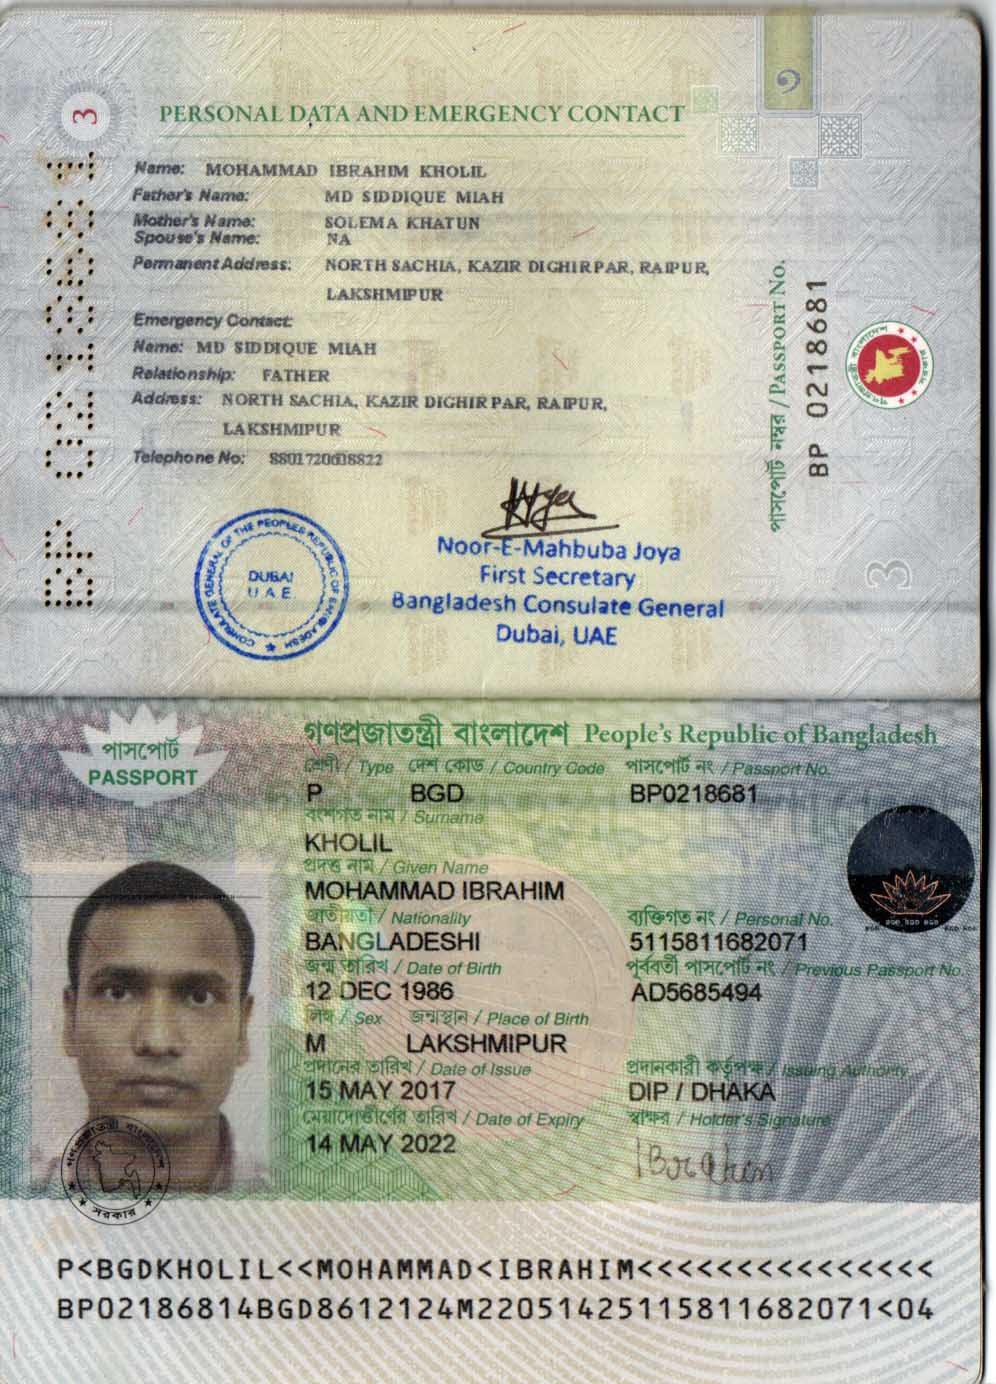 3
১
PERSONAL DATA AND EMERGENCY CONTACT
Name: MOHAMMAD IBRAHIM KHOLIL
Father's Name: MD SIDDIQUE MIAH
Mother's Name: SOLEMA KHATUN
Spouse's Name: NA
Permanent Address: NORTH SACHIA, KAZIR DIGHIRPAR, RAIPUR,
LAKSHMIPUR
Emergency Contact:
Name: MD SIDDIQUE MIAH
Relationship: FATHER
Address: NORTH SACHIA, KAZIR DIGHIR PAR, RAIPUR,
LAKSHMIPUR
Telephone No:
BP 0218681
পাসপোর্ট নম্বর / PASSPORT No.
BP 0218681
3
DUBAI
U.A.E.
Noor-E-Mahbuba Joya
First Secretary
Bangladesh Consulate General
Dubai, UAE
পাসপোর্ট
PASSPORT
গণপ্রজাতন্ত্রী বাংলাদেশ People's Republic of Bangladesh
শ্রেণী / Type দেশ কোড / Country Code পাসপোর্ট নং / Passport No.
P BGD BP0218681
বংশগত নাম / Surname
KHOLIL
প্রদত্ত নাম / Given Name
MOHAMMAD IBRAHIM
জাতীয়তা / Nationality ব্যক্তিগত নং / Personal No.
BANGLADESHI 5115811682071
জন্ম তারিখ / Date of Birth পূর্ববর্তী পাসপোর্ট নং / Previous Passport No.
12 DEC 1986 AD5685494
লিঙ্গ / Sex জন্মস্থান / Place of Birth
M LAKSHMIPUR
প্রদানের তারিখ / Date of Issue প্রদানকারী কর্তৃপক্ষ / Issuing Authority
15 MAY 2017 DIP / DHAKA
মেয়াদোত্তীর্ণের তারিখ / Date of Expiry স্বাক্ষর / Holder's Signature
14 MAY 2022
P<BGDKHOLIL<<MOHAMMAD<IBRAHIM<<<<<<<<<<<<<<<
BP02186814BGD8612124M22051425115811682071<04